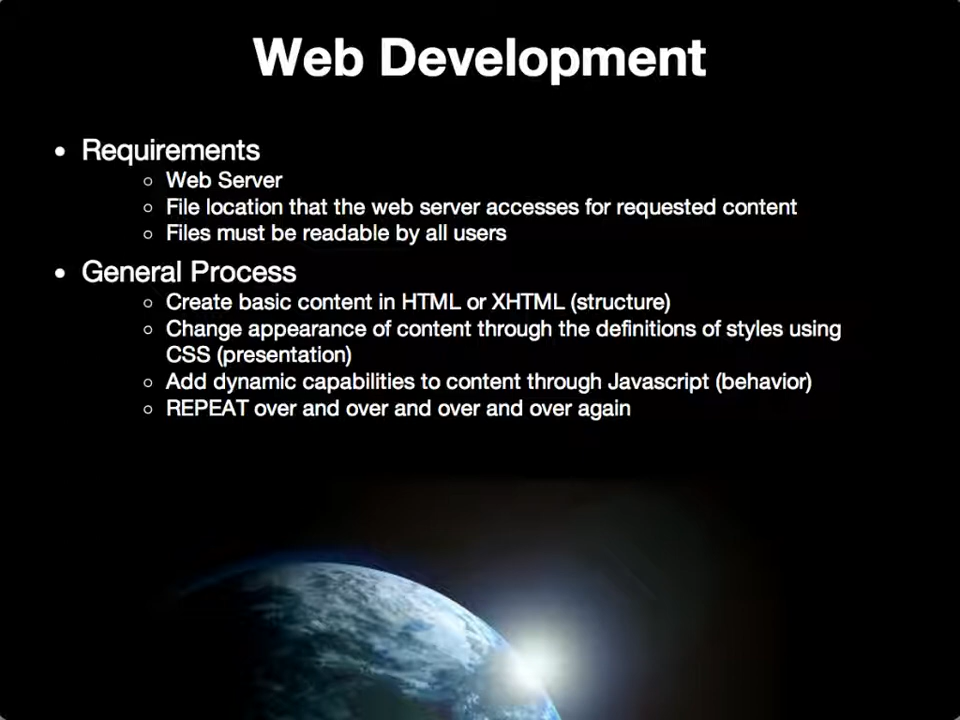 Web Development
• Requirements
○ Web Server
○ File location that the web server accesses for requested content
○ Files must be readable by all users
• General Process
○ Create basic content in HTML or XHTML (structure)
○ Change appearance of content through the definitions of styles using
CSS (presentation)
○ Add dynamic capabilities to content through Javascript (behavior)
○ REPEAT over and over and over and over again